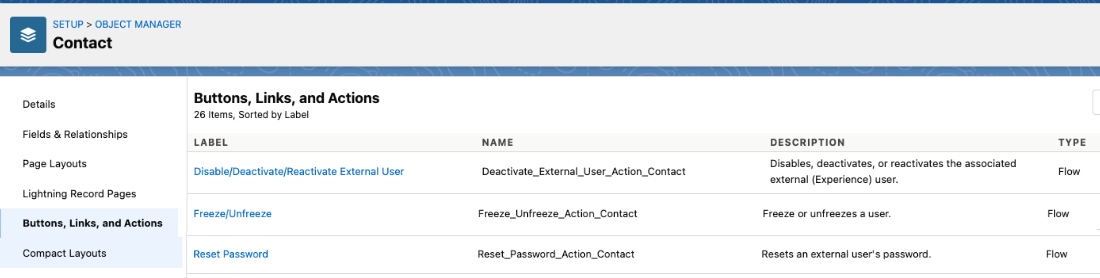 SETUP > OBJECT MANAGER
Contact
Details
Fields & Relationships
Page Layouts
Lightning Record Pages
Buttons, Links, and Actions
Compact Layouts
Buttons, Links, and Actions
26 Items, Sorted by Label
LABEL NAME DESCRIPTION TYPE
Disable/Deactivate/Reactivate External User Deactivate_External_User_Action_Contact Disables, deactivates, or reactivates the associated Flow
external (Experience) user.
Freeze/Unfreeze Freeze_Unfreeze_Action_Contact Freeze or unfreezes a user. Flow
Reset Password Reset_Password_Action_Contact Resets an external user's password. Flow